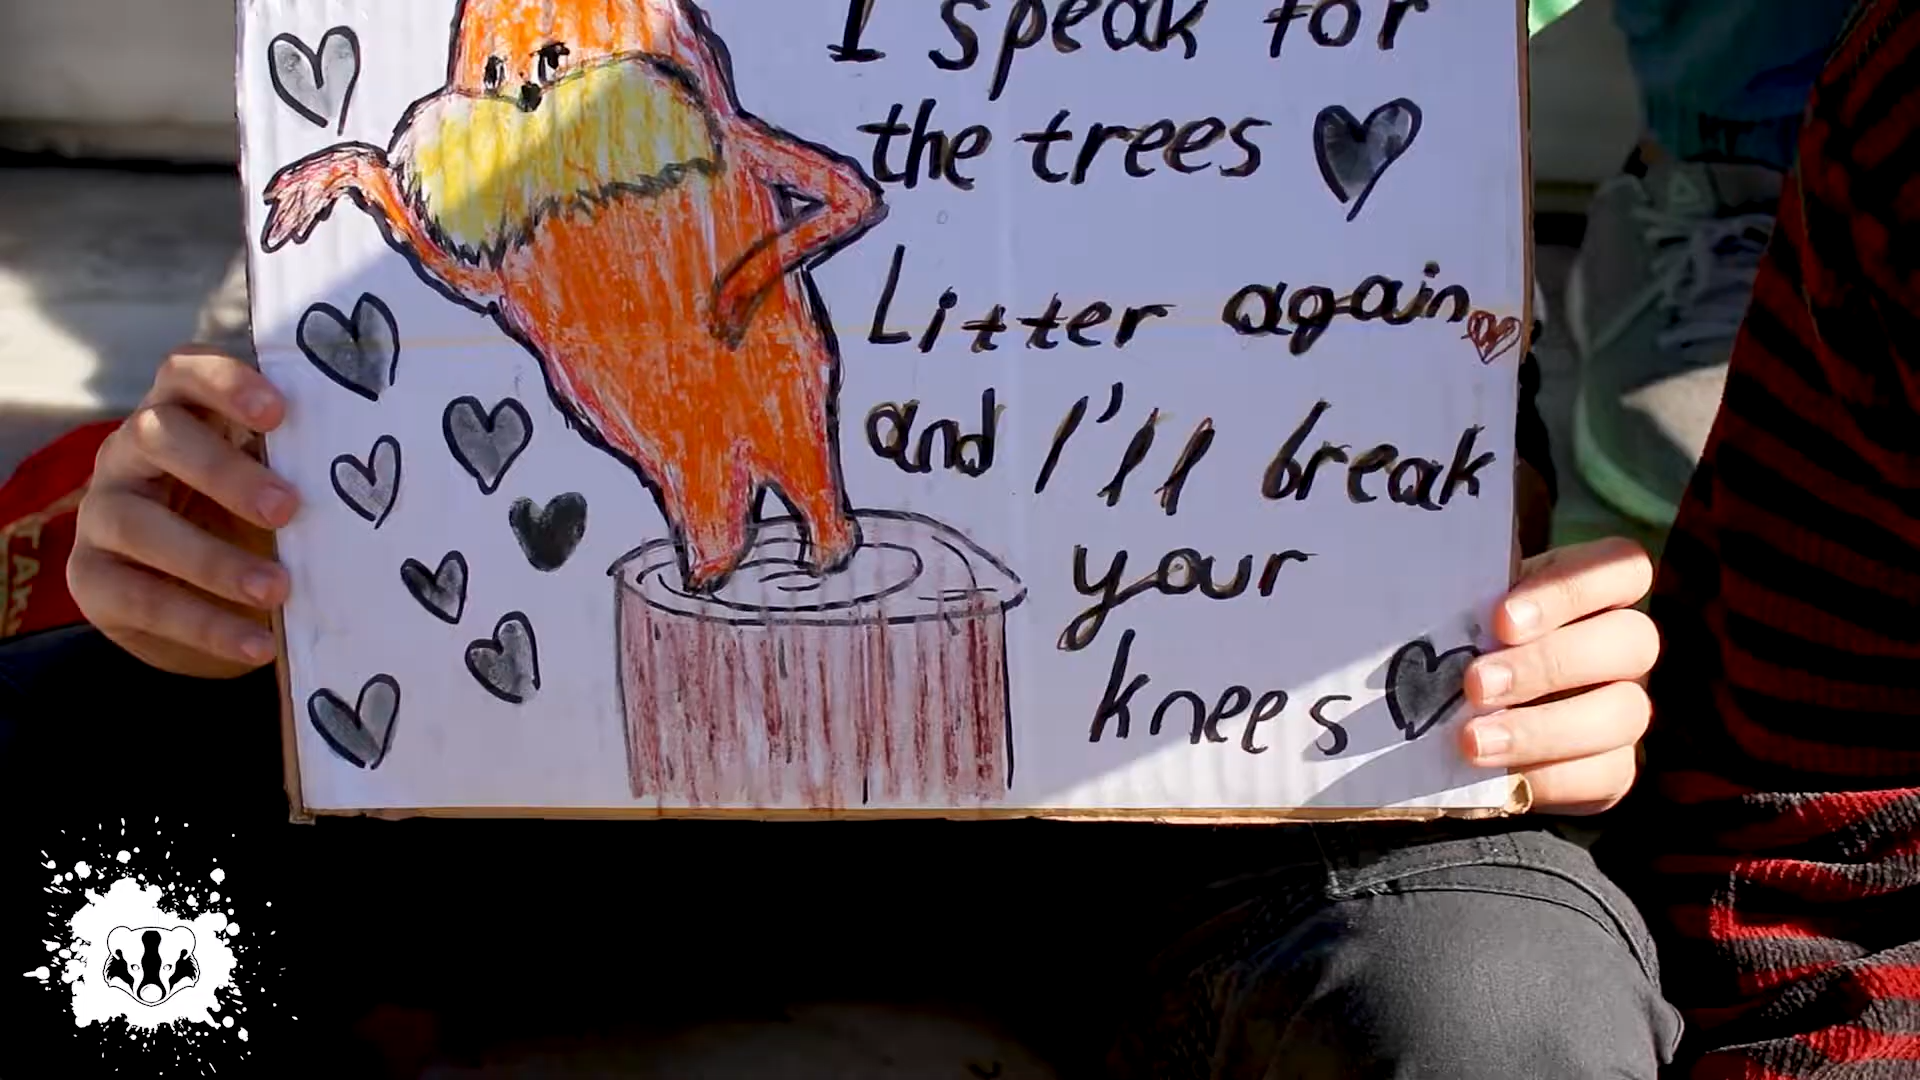 I speak for
the trees
Litter again
and I'll break
your
knees